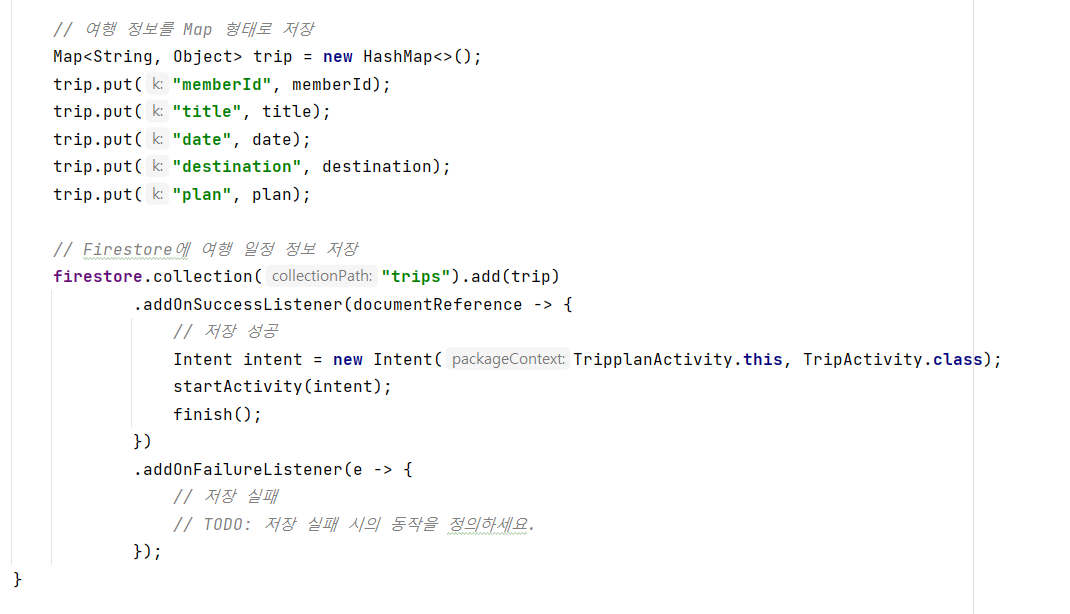 // 여행 정보를 Map 형태로 저장
Map<String, Object> trip = new HashMap<>();
trip.put( k: "memberId", memberId);
trip.put( k: "title", title);
trip.put( k: "date", date);
trip.put( k: "destination", destination);
trip.put( k: "plan", plan);
// Firestore에 여행 일정 정보 저장
firestore.collection( collectionPath: "trips").add(trip)
.addOnSuccessListener(documentReference -> {
// 저장 성공
Intent intent = new Intent( packageContext: TripplanActivity.this, TripActivity.class);
startActivity(intent);
finish();
})
.addOnFailureListener(e -> {
// 저장 실패
// TODO: 저장 실패 시의 동작을 정의하세요.
});
}